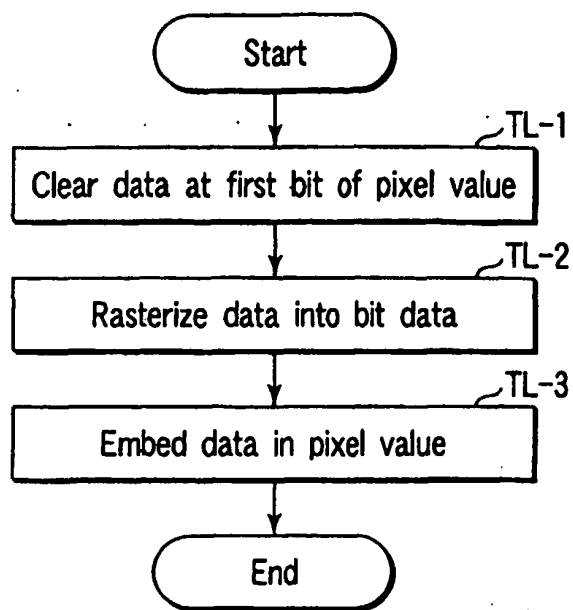 Start
TL-1
Clear data at first bit of pixel value
TL-2
Rasterize data into bit data
TL-3
Embed data in pixel value
End